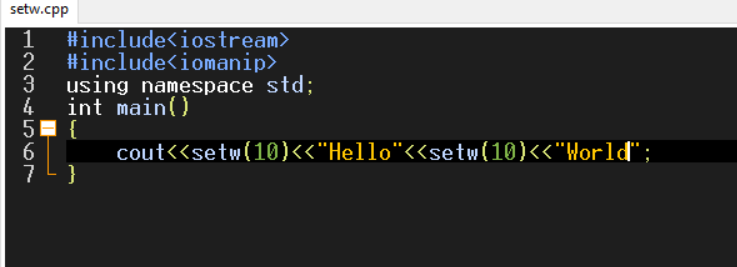 setw.cpp
1 #include<iostream>
2 #include<iomanip>
3 using namespace std;
4 int main()
5 {
6 cout<<setw(10)<<"Hello"<<setw(10)<<"World";
7 }